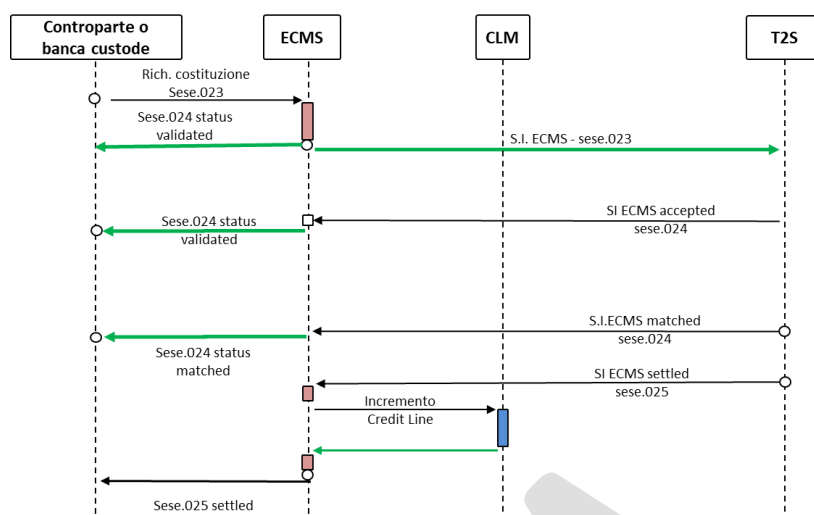 Controparte o
banca custode
ECMS
CLM
T2S
Rich. costituzione
Sese.023
Sese.024 status
validated
S.I. ECMS - sese.023
Sese.024 status
validated
SI ECMS accepted
sese.024
S.I.ECMS matched
sese.024
Sese.024 status
matched
SI ECMS settled
sese.025
Incremento
Credit Line
Sese.025 settled